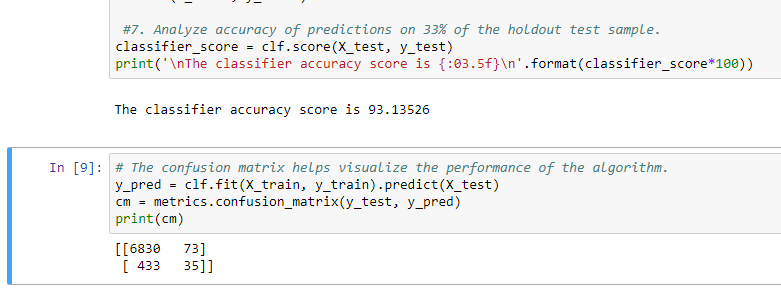 #7. Analyze accuracy of predictions on 33% of the holdout test sample.
classifier_score = clf.score(X_test, y_test)
print('\nThe classifier accuracy score is {:03.5f}\n'.format(classifier_score*100))
The classifier accuracy score is 93.13526
In [9]: # The confusion matrix helps visualize the performance of the algorithm.
y_pred = clf.fit(X_train, y_train).predict(X_test)
cm = metrics.confusion_matrix(y_test, y_pred)
print(cm)
[[6830 73]
[ 433 35]]